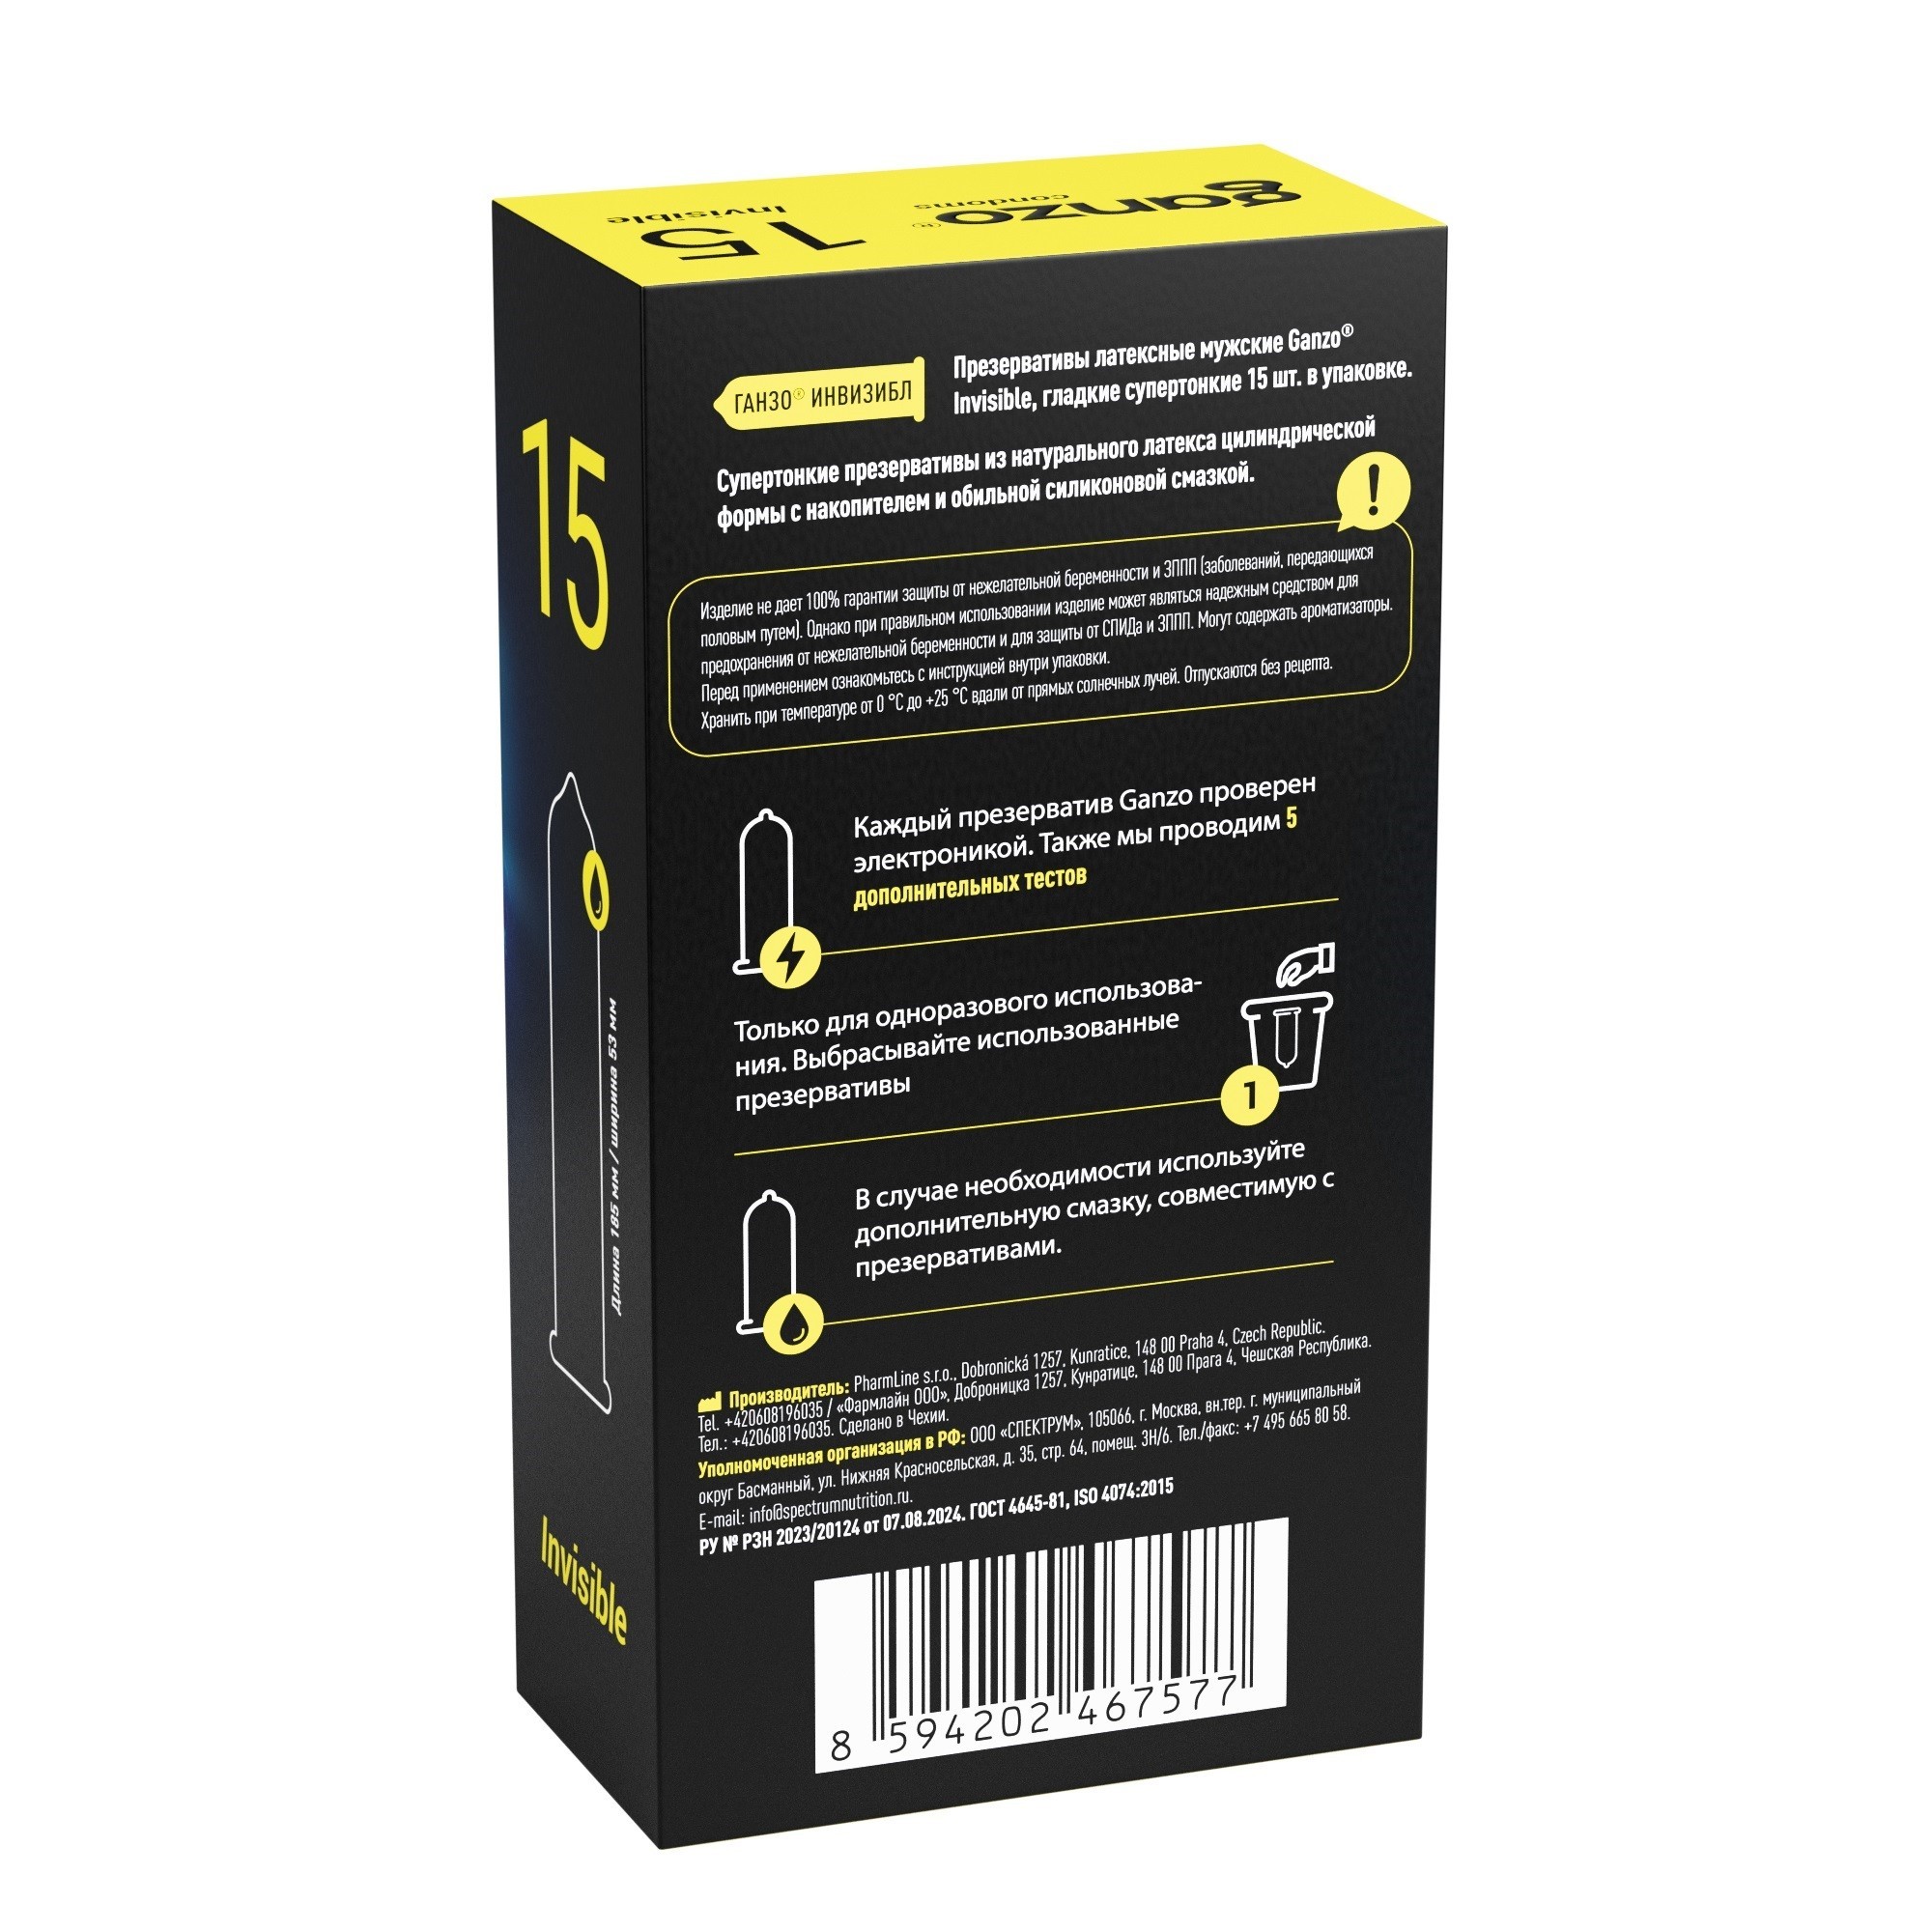 ganzo®
condoms
15
Invisible
15
Длина 185 мм / ширина 53 мм
Invisible
ГАНЗО® ИНВИЗИБЛ
Презервативы латексные мужские Ganzo®
Invisible, гладкие супертонкие 15 шт. в упаковке.
Супертонкие презервативы из натурального латекса цилиндрической
формы с накопителем и обильной силиконовой смазкой.
!
Изделие не дает 100% гарантии защиты от нежелательной беременности и ЗППП (заболеваний, передающихся
половым путем). Однако при правильном использовании изделие может являться надежным средством для
предохранения от нежелательной беременности и для защиты от СПИДа и ЗППП. Могут содержать ароматизаторы.
Перед применением ознакомьтесь с инструкцией внутри упаковки.
Хранить при температуре от 0 °C до +25 °C вдали от прямых солнечных лучей. Отпускаются без рецепта.
Каждый презерватив Ganzo проверен
электроникой. Также мы проводим 5
дополнительных тестов
Только для одноразового использова-
ния. Выбрасывайте использованные
презервативы
1
В случае необходимости используйте
дополнительную смазку, совместимую с
презервативами.
Производитель: PharmLine s.r.o., Dobronická 1257, Kunratice, 148 00 Praha 4, Czech Republic.
Tel. +420608196035 / «Фармлайн ООО», Доброницка 1257, Кунратице, 148 00 Прага 4, Чешская Республика.
Тел.: +420608196035. Сделано в Чехии.
Уполномоченная организация в РФ: ООО «СПЕКТРУМ», 105066, г. Москва, вн.тер. г. муниципальный
округ Басманный, ул. Нижняя Красносельская, д. 35, стр. 64, помещ. 3Н/6. Тел./факс: +7 495 665 80 58.
E-mail: info@spectrumnutrition.ru.
РУ № РЗН 2023/20124 от 07.08.2024. ГОСТ 4645-81, ISO 4074:2015
8 594202 467577